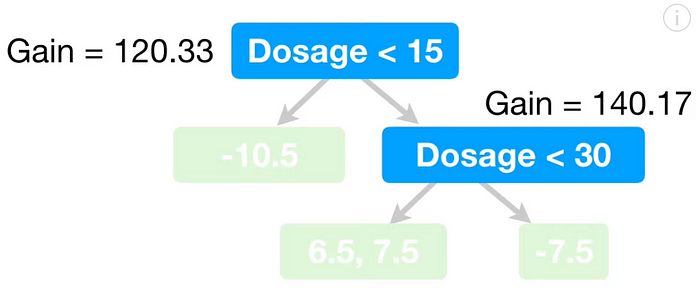 Gain = 120.33
Dosage < 15
Gain = 140.17
-10.5
Dosage < 30
6.5, 7.5
-7.5